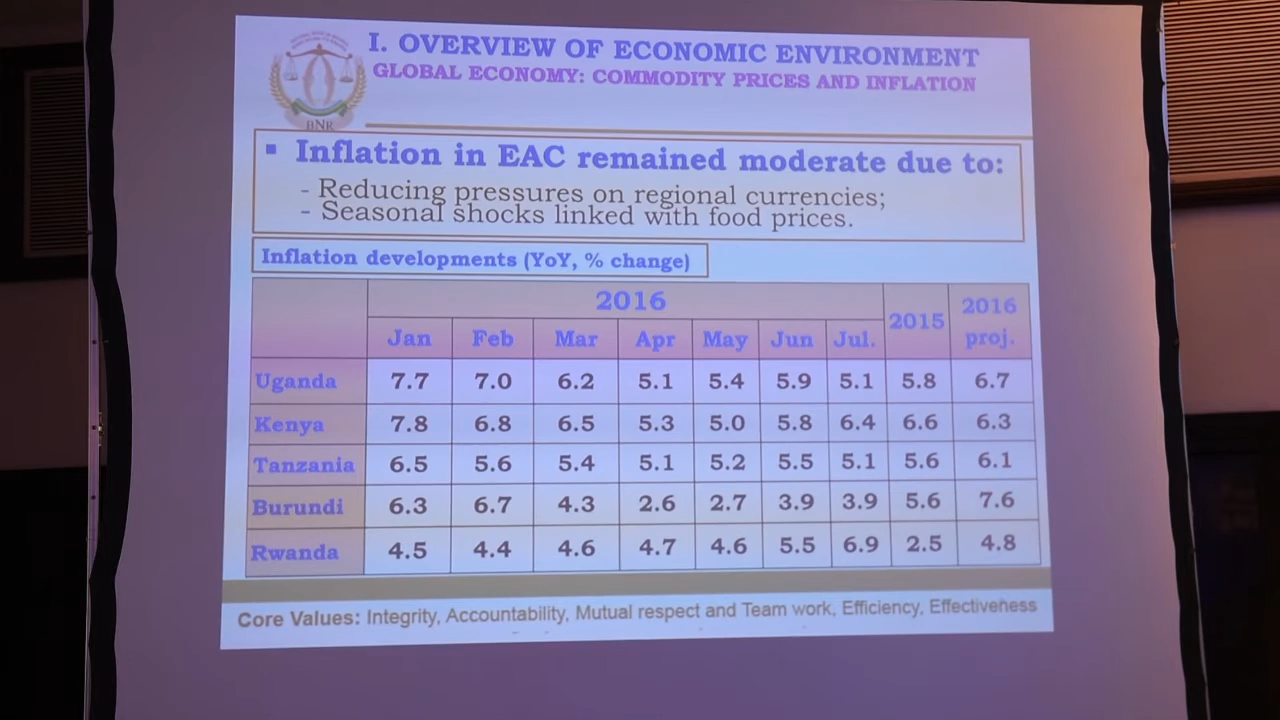 I. OVERVIEW OF ECONOMIC ENVIRONMENT
GLOBAL ECONOMY: COMMODITY PRICES AND INFLATION
BNR
▪ Inflation in EAC remained moderate due to:
- Reducing pressures on regional currencies;
- Seasonal shocks linked with food prices.
Inflation developments (YoY, % change)
2016 2015 2016 proj.
Jan Feb Mar Apr May Jun Jul.
Uganda 7.7 7.0 6.2 5.1 5.4 5.9 5.1 5.8 6.7
Kenya 7.8 6.8 6.5 5.3 5.0 5.8 6.4 6.6 6.3
Tanzania 6.5 5.6 5.4 5.1 5.2 5.5 5.1 5.6 6.1
Burundi 6.3 6.7 4.3 2.6 2.7 3.9 3.9 5.6 7.6
Rwanda 4.5 4.4 4.6 4.7 4.6 5.5 6.9 2.5 4.8
Core Values: Integrity, Accountability, Mutual respect and Team work, Efficiency, Effectiveness